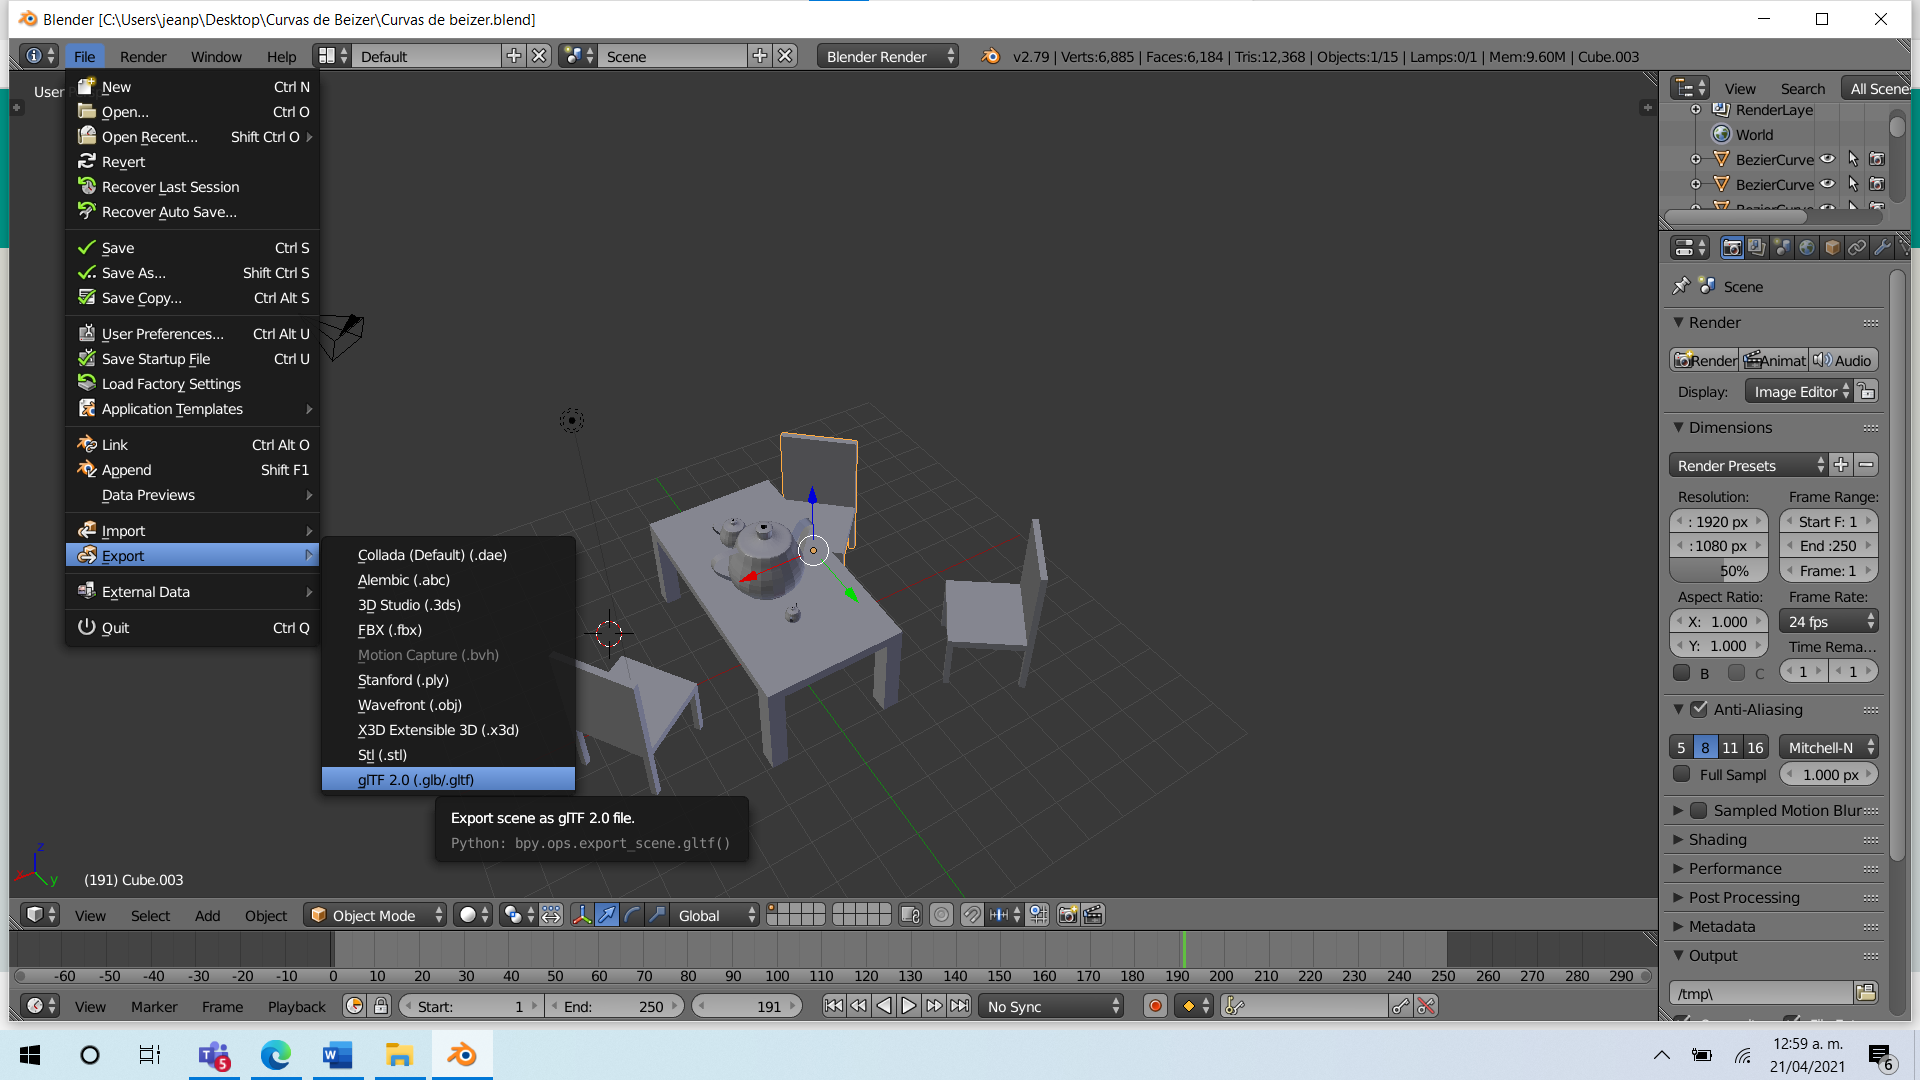 Blender [C:\Users\jeanp\Desktop\Curvas de Beizer\Curvas de beizer.blend]
File Render Window Help Default Scene Blender Render v2.79 | Verts:6,885 | Faces:6,184 | Tris:12,368 | Objects:1/15 | Lamps:0/1 | Mem:9.60M | Cube.003
User
New Ctrl N
Open... Ctrl O
Open Recent... Shift Ctrl O
Revert
Recover Last Session
Recover Auto Save...
Save Ctrl S
Save As... Shift Ctrl S
Save Copy... Ctrl Alt S
User Preferences... Ctrl Alt U
Save Startup File Ctrl U
Load Factory Settings
Application Templates
Link Ctrl Alt O
Append Shift F1
Data Previews
Import
Export
External Data
Quit Ctrl Q
Collada (Default) (.dae)
Alembic (.abc)
3D Studio (.3ds)
FBX (.fbx)
Motion Capture (.bvh)
Stanford (.ply)
Wavefront (.obj)
X3D Extensible 3D (.x3d)
Stl (.stl)
glTF 2.0 (.glb/.gltf)
Export scene as glTF 2.0 file.
Python: bpy.ops.export_scene.gltf()
z
x
y
(191) Cube.003
View Search All Scene
RenderLaye
World
BezierCurve
BezierCurve
BezierCurve
Scene
Render
Render Animat Audio
Display: Image Editor
Dimensions
Render Presets
Resolution: Frame Range:
: 1920 px Start F: 1
: 1080 px End :250
50% Frame: 1
Aspect Ratio: Frame Rate:
X: 1.000 24 fps
Y: 1.000 Time Rema...
B C 1 1
Anti-Aliasing
5 8 11 16 Mitchell-N
Full Sampl 1.000 px
Sampled Motion Blur
Shading
Performance
Post Processing
Metadata
Output
/tmp\
View Select Add Object Object Mode Global
-60 -50 -40 -30 -20 -10 0 10 20 30 40 50 60 70 80 90 100 110 120 130 140 150 160 170 180 190 200 210 220 230 240 250 260 270 280 290
View Marker Frame Playback Start: 1 End: 250 191 No Sync
5
12:59 a. m.
21/04/2021
6